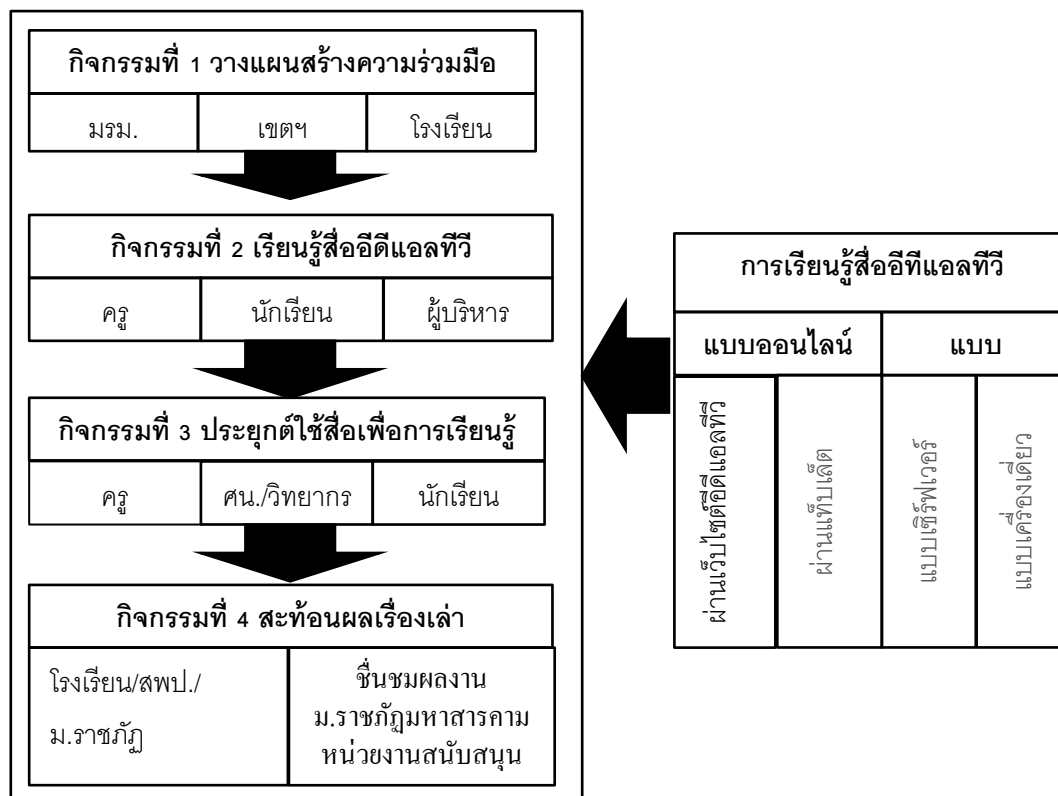 กิจกรรมที่ 1 วางแผนสร้างความร่วมมือ
มรม. เขตฯ โรงเรียน
กิจกรรมที่ 2 เรียนรู้สื่ออีดีแอลทีวี
ครู นักเรียน ผู้บริหาร
กิจกรรมที่ 3 ประยุกต์ใช้สื่อเพื่อการเรียนรู้
ครู ศน./วิทยากร นักเรียน
กิจกรรมที่ 4 สะท้อนผลเรื่องเล่า
โรงเรียน/สพป./
ม.ราชภัฏ
ชื่นชมผลงาน
ม.ราชภัฏมหาสารคาม
หน่วยงานสนับสนุน
การเรียนรู้สื่ออีทีแอลทีวี
แบบออนไลน์ แบบ
ผ่านเว็บไซต์อีดีแอลทีวี
ผ่านแท็บเล็ต
แบบเซิร์ฟเวอร์
แบบเครื่องเดี่ยว